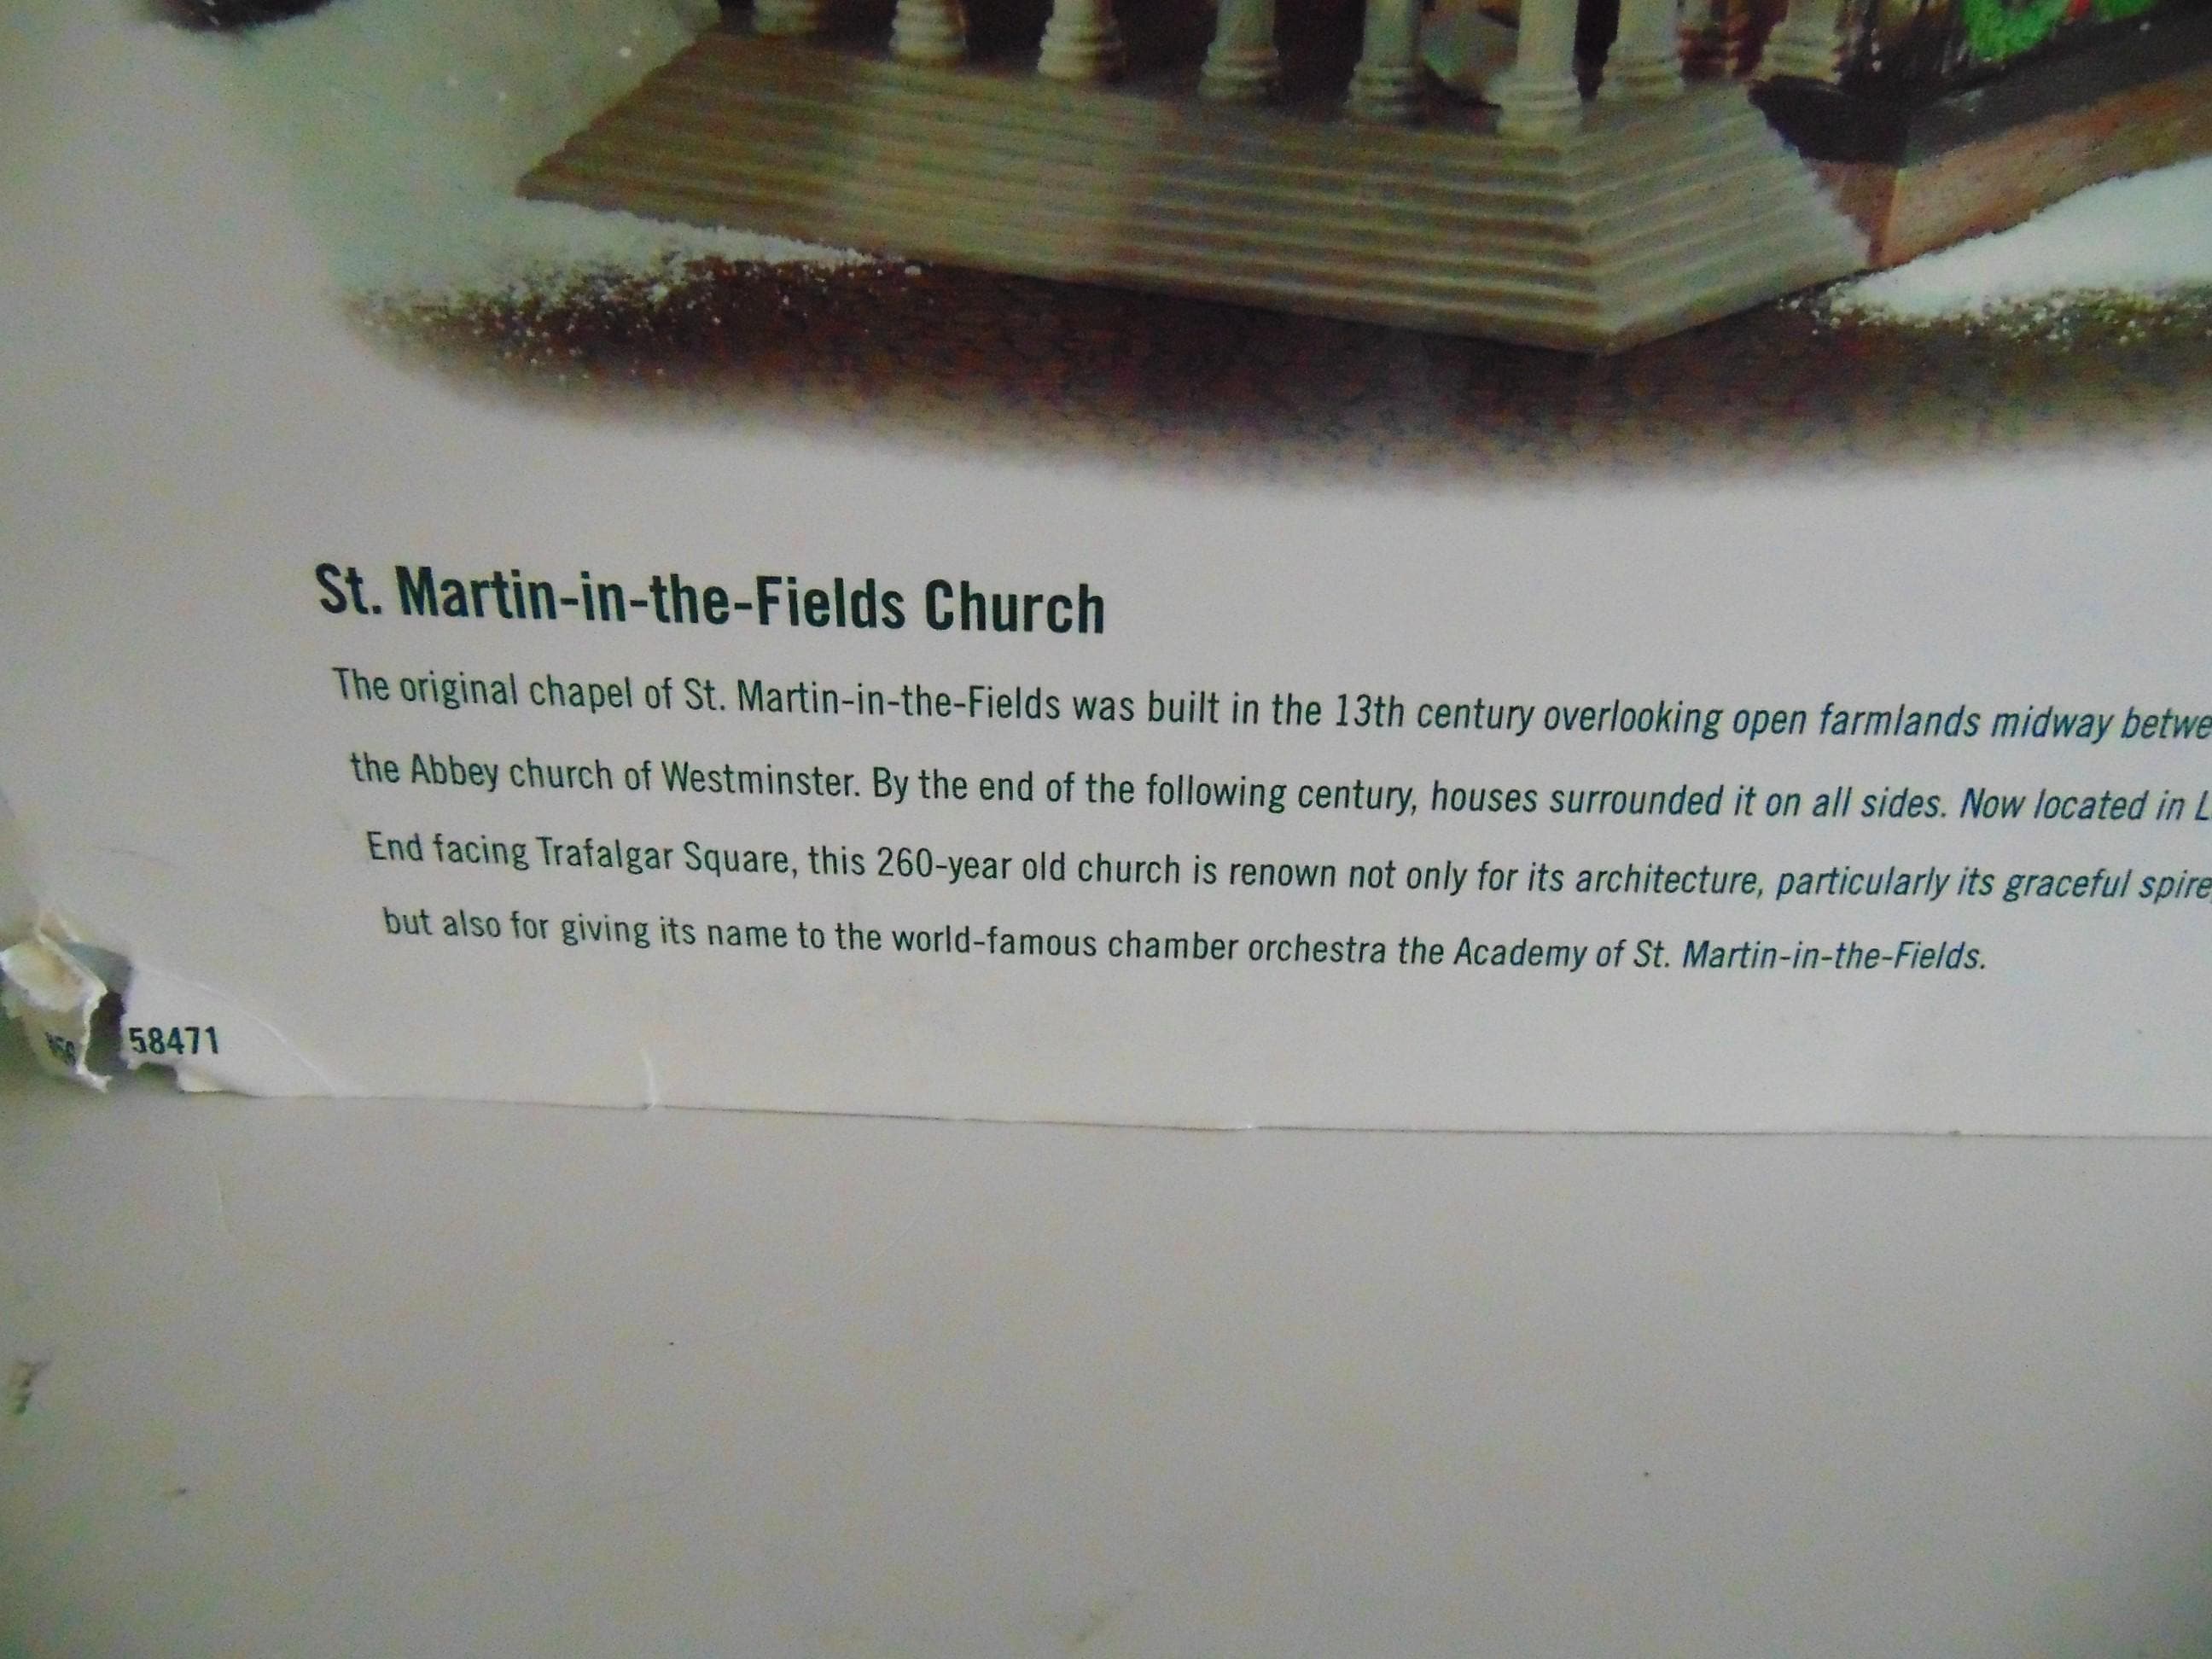 St. Martin-in-the-Fields Church
The original chapel of St. Martin-in-the-Fields was built in the 13th century overlooking open farmlands midway betwe
the Abbey church of Westminster. By the end of the following century, houses surrounded it on all sides. Now located in L
End facing Trafalgar Square, this 260-year old church is renown not only for its architecture, particularly its graceful spire,
but also for giving its name to the world-famous chamber orchestra the Academy of St. Martin-in-the-Fields.
58471